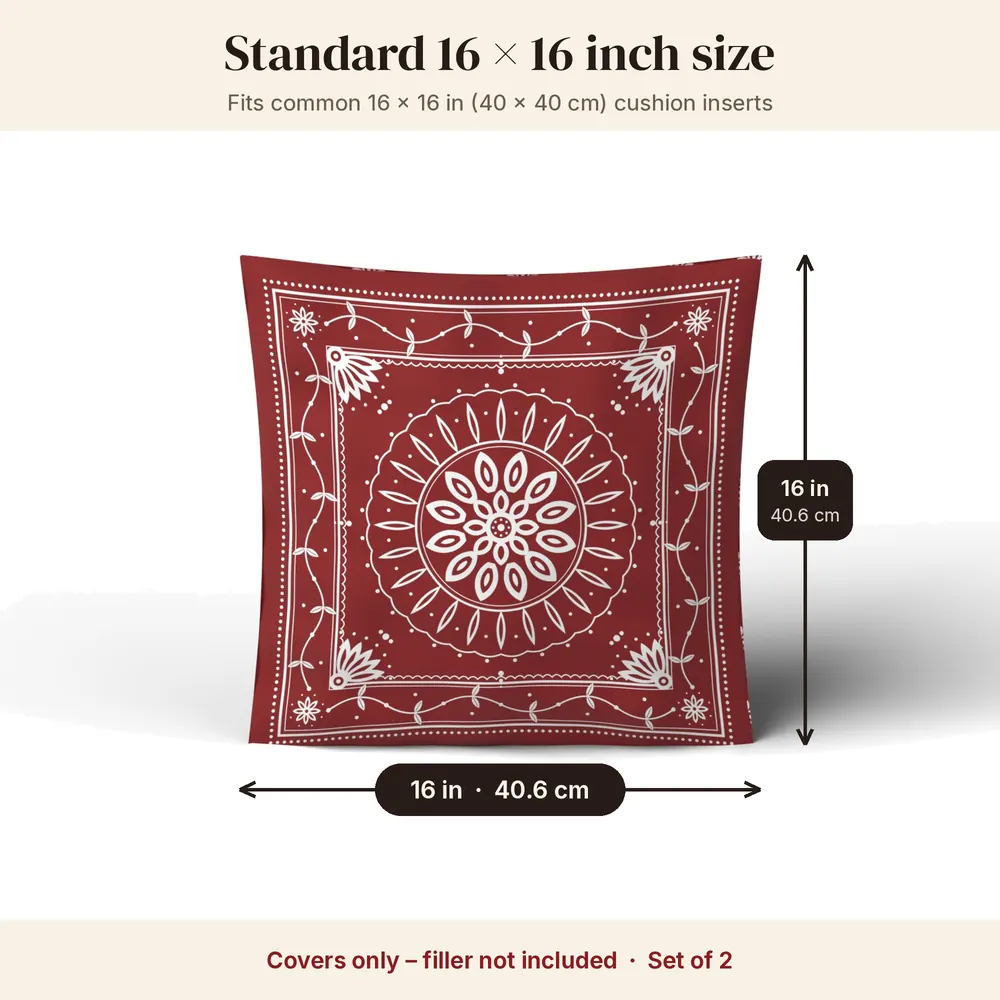 Standard 16 × 16 inch size
Fits common 16 × 16 in (40 × 40 cm) cushion inserts
16 in
40.6 cm
16 in · 40.6 cm
Covers only – filler not included · Set of 2